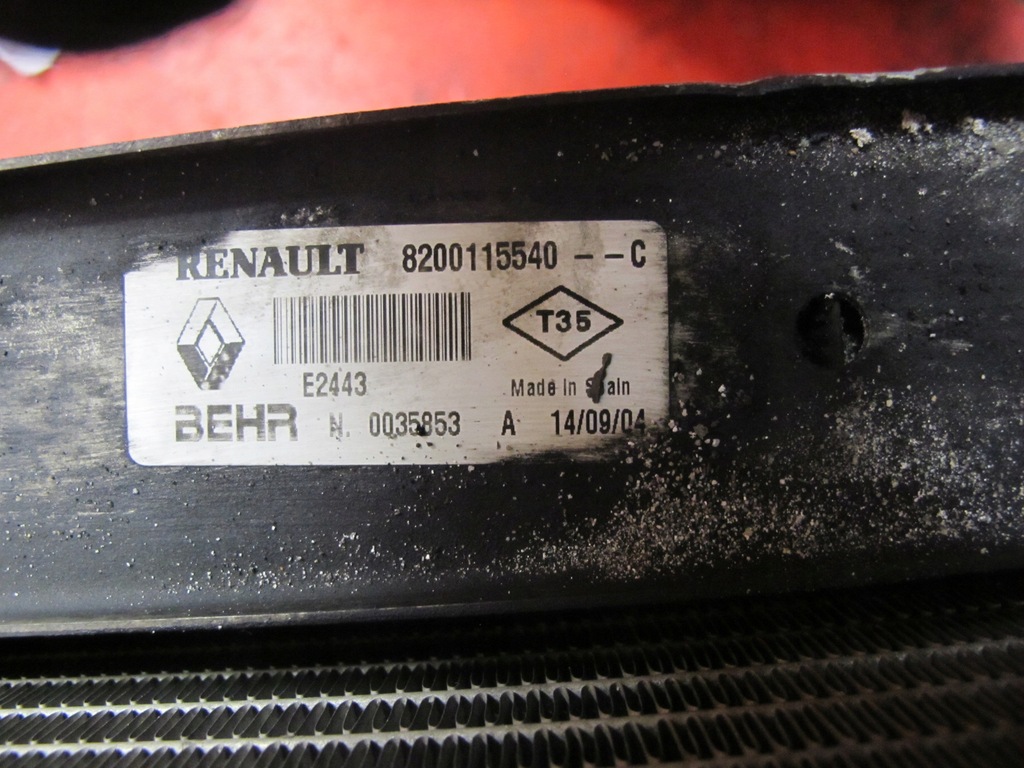 RENAULT 8200115540 - - C
T35
E2443 Made in Spain
BEHR N. 0035853 A 14/09/04